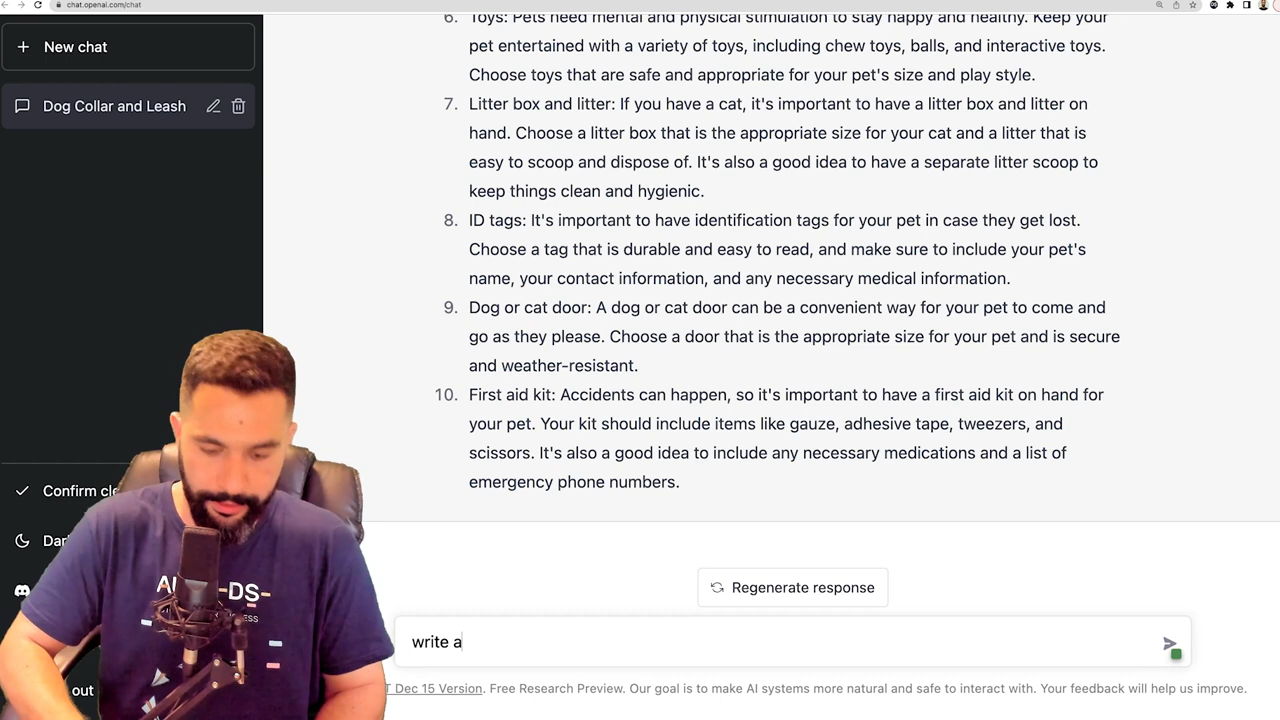 chat.openai.com/chat
New chat
Dog Collar and Leash
6. Toys: Pets need mental and physical stimulation to stay happy and healthy. Keep your
pet entertained with a variety of toys, including chew toys, balls, and interactive toys.
Choose toys that are safe and appropriate for your pet's size and play style.
7. Litter box and litter: If you have a cat, it's important to have a litter box and litter on
hand. Choose a litter box that is the appropriate size for your cat and a litter that is
easy to scoop and dispose of. It's also a good idea to have a separate litter scoop to
keep things clean and hygienic.
8. ID tags: It's important to have identification tags for your pet in case they get lost.
Choose a tag that is durable and easy to read, and make sure to include your pet's
name, your contact information, and any necessary medical information.
9. Dog or cat door: A dog or cat door can be a convenient way for your pet to come and
go as they please. Choose a door that is the appropriate size for your pet and is secure
and weather-resistant.
10. First aid kit: Accidents can happen, so it's important to have a first aid kit on hand for
your pet. Your kit should include items like gauze, adhesive tape, tweezers, and
scissors. It's also a good idea to include any necessary medications and a list of
emergency phone numbers.
Confirm cle
Dar
out
Regenerate response
write a
T Dec 15 Version. Free Research Preview. Our goal is to make AI systems more natural and safe to interact with. Your feedback will help us improve.